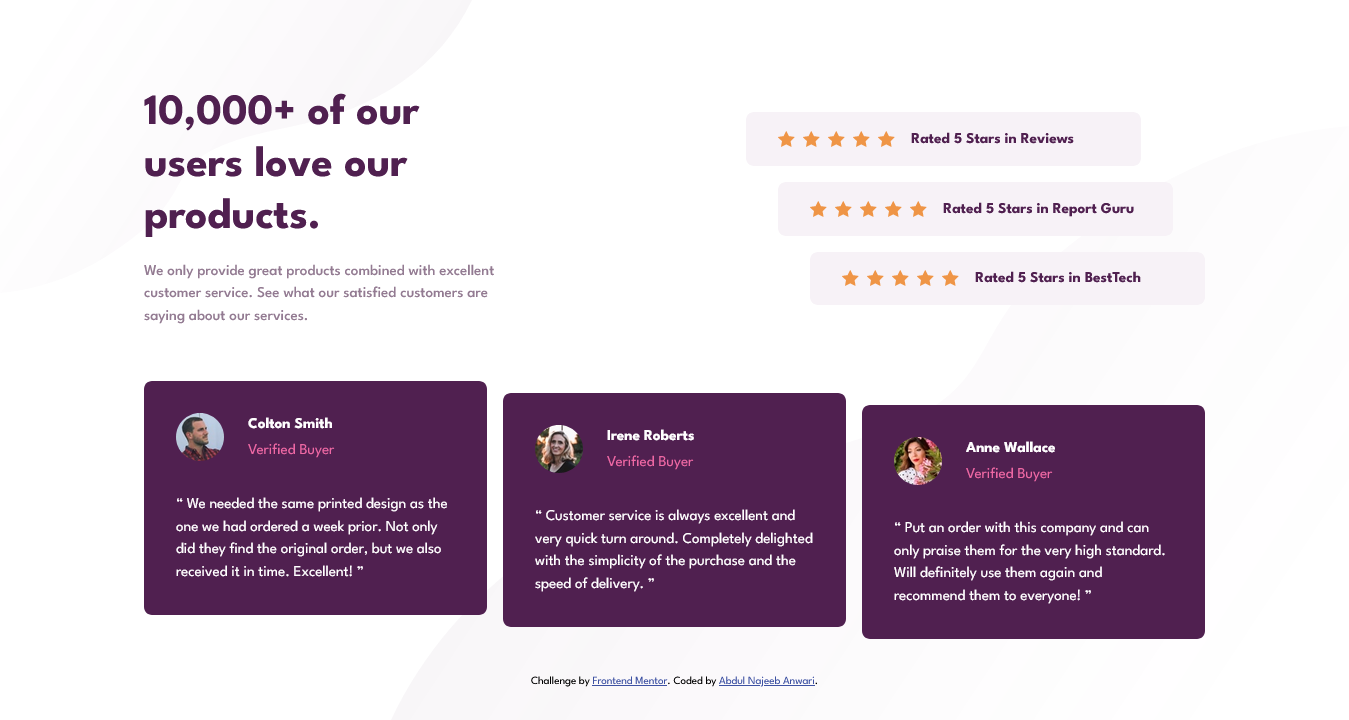 10,000+ of our
users love our
products.
We only provide great products combined with excellent
customer service. See what our satisfied customers are
saying about our services.
Rated 5 Stars in Reviews
Rated 5 Stars in Report Guru
Rated 5 Stars in BestTech
Colton Smith
Verified Buyer
“ We needed the same printed design as the
one we had ordered a week prior. Not only
did they find the original order, but we also
received it in time. Excellent! ”
Irene Roberts
Verified Buyer
“ Customer service is always excellent and
very quick turn around. Completely delighted
with the simplicity of the purchase and the
speed of delivery. ”
Anne Wallace
Verified Buyer
“ Put an order with this company and can
only praise them for the very high standard.
Will definitely use them again and
recommend them to everyone! ”
Challenge by Frontend Mentor. Coded by Abdul Najeeb Anwari.